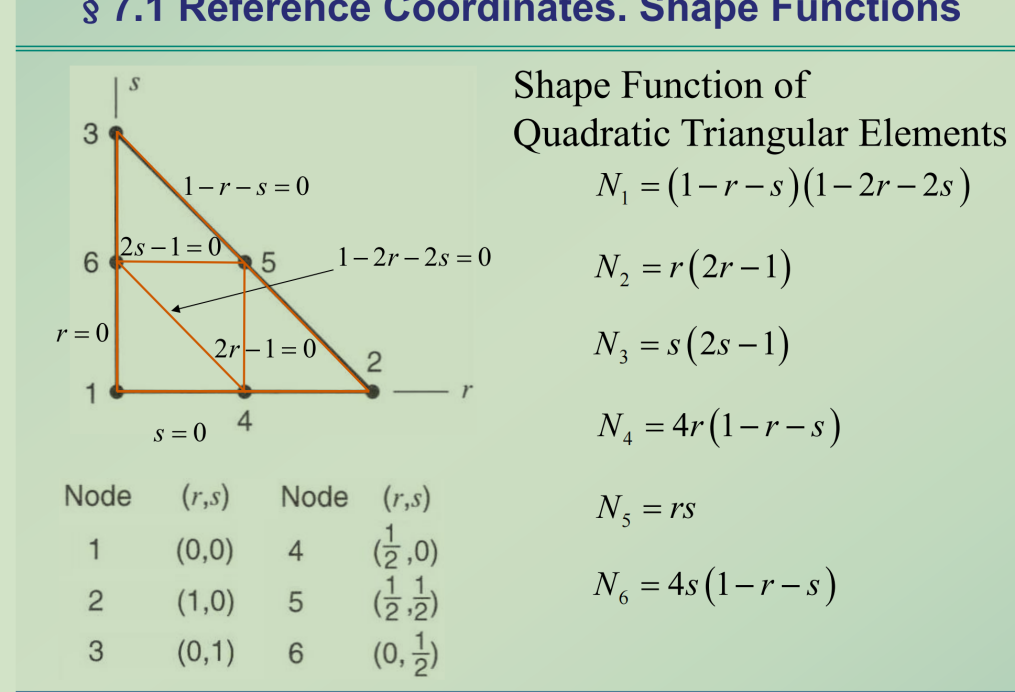 § 7.1 Reference Coordinates. Shape Functions
s
3
1 − r − s = 0
2s − 1 = 0
6
5
1 − 2r − 2s = 0
r = 0
2r − 1 = 0
2
1
r
4
s = 0
Node (r,s) Node (r,s)
1 (0,0) 4 (1/2,0)
2 (1,0) 5 (1/2,1/2)
3 (0,1) 6 (0,1/2)
Shape Function of
Quadratic Triangular Elements
N₁ = (1 − r − s)(1 − 2r − 2s)
N₂ = r(2r − 1)
N₃ = s(2s − 1)
N₄ = 4r(1 − r − s)
N₅ = rs
N₆ = 4s(1 − r − s)